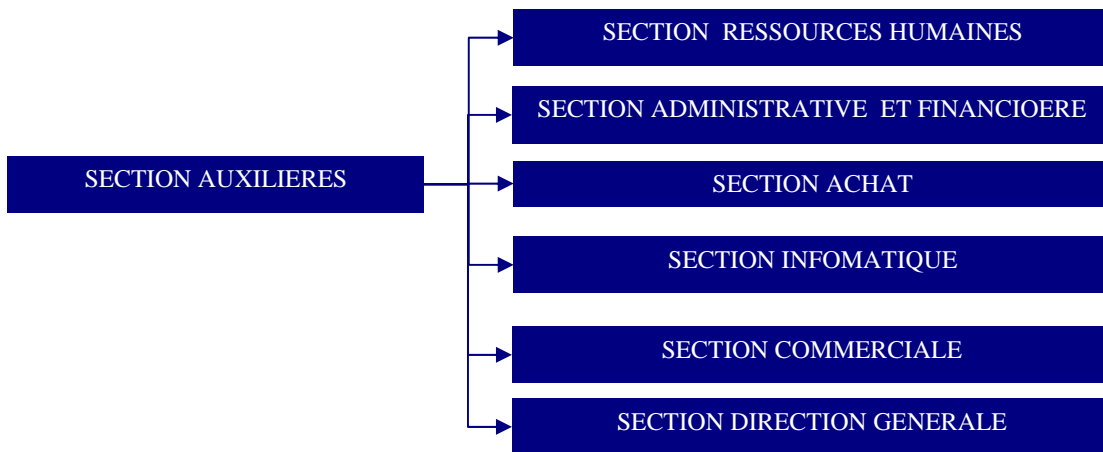 SECTION RESSOURCES HUMAINES
SECTION ADMINISTRATIVE ET FINANCIOERE
SECTION AUXILIERES
SECTION ACHAT
SECTION INFOMATIQUE
SECTION COMMERCIALE
SECTION DIRECTION GENERALE